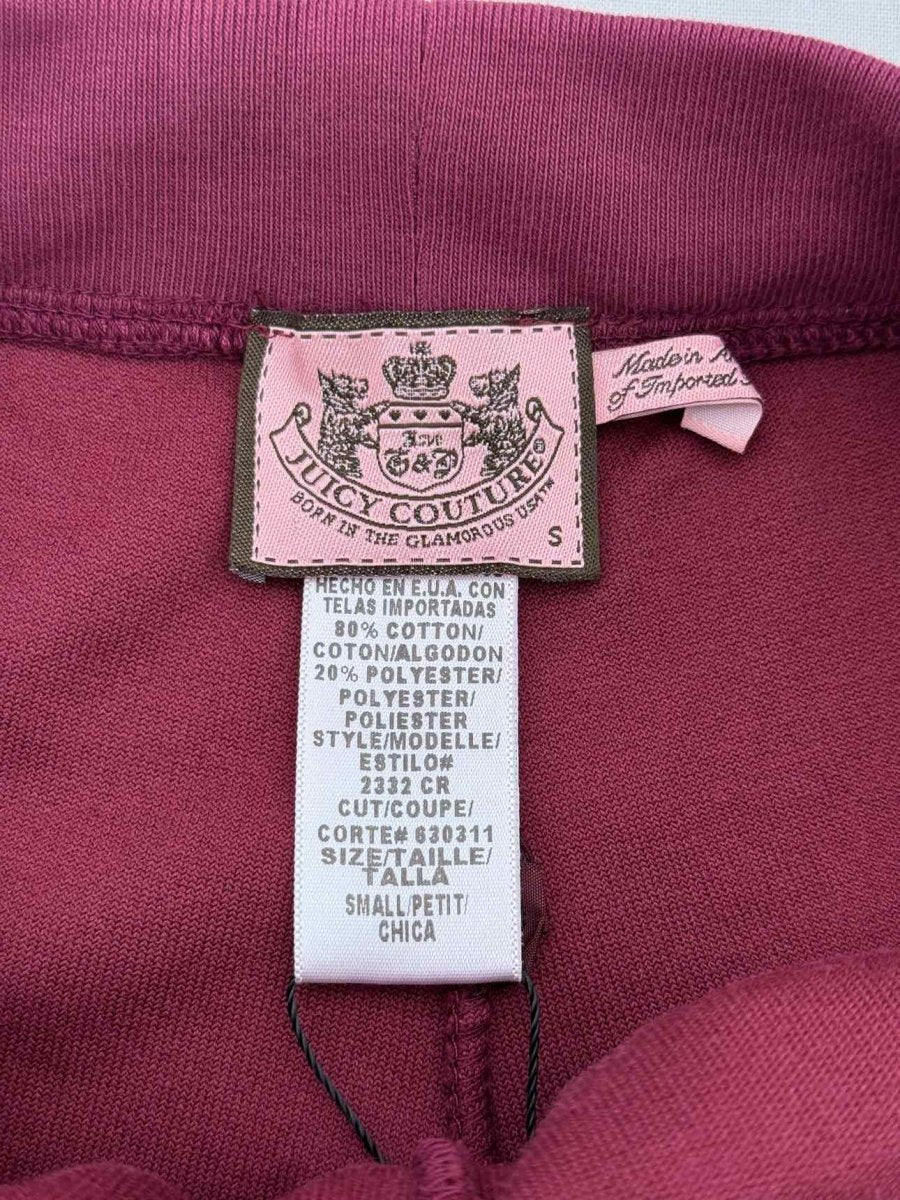 Love
G&P
JUICY COUTURE®
BORN IN THE GLAMOROUS USA™
S
Made in
of Imported
HECHO EN E.U.A. CON
TELAS IMPORTADAS
80% COTTON/
COTON/ALGODON
20% POLYESTER/
POLYESTER/
POLIESTER
STYLE/MODELLE/
ESTILO#
2332 CR
CUT/COUPE/
CORTE# 630311
SIZE/TAILLE/
TALLA
SMALL/PETIT/
CHICA